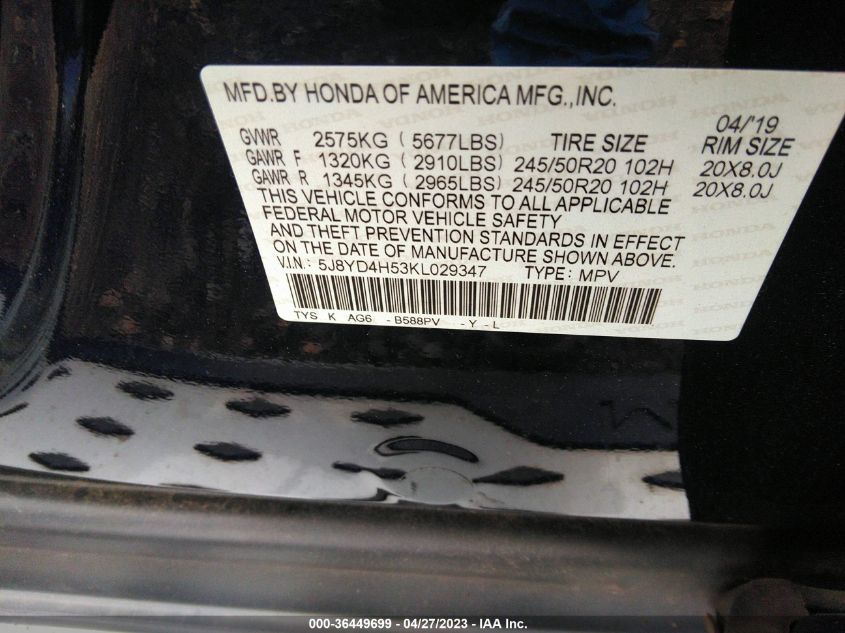 MFD.BY HONDA OF AMERICA MFG.,INC.
04/'19
GVWR 2575KG ( 5677LBS) TIRE SIZE RIM SIZE
GAWR F 1320KG ( 2910LBS) 245/50R20 102H 20X8.0J
GAWR R 1345KG ( 2965LBS) 245/50R20 102H 20X8.0J
THIS VEHICLE CONFORMS TO ALL APPLICABLE
FEDERAL MOTOR VEHICLE SAFETY
AND THEFT PREVENTION STANDARDS IN EFFECT
ON THE DATE OF MANUFACTURE SHOWN ABOVE.
V.I.N: 5J8YD4H53KL029347 TYPE: MPV
TYS K AG6 -B588PV -Y -L
000-36449699 - 04/27/2023 - IAA Inc.